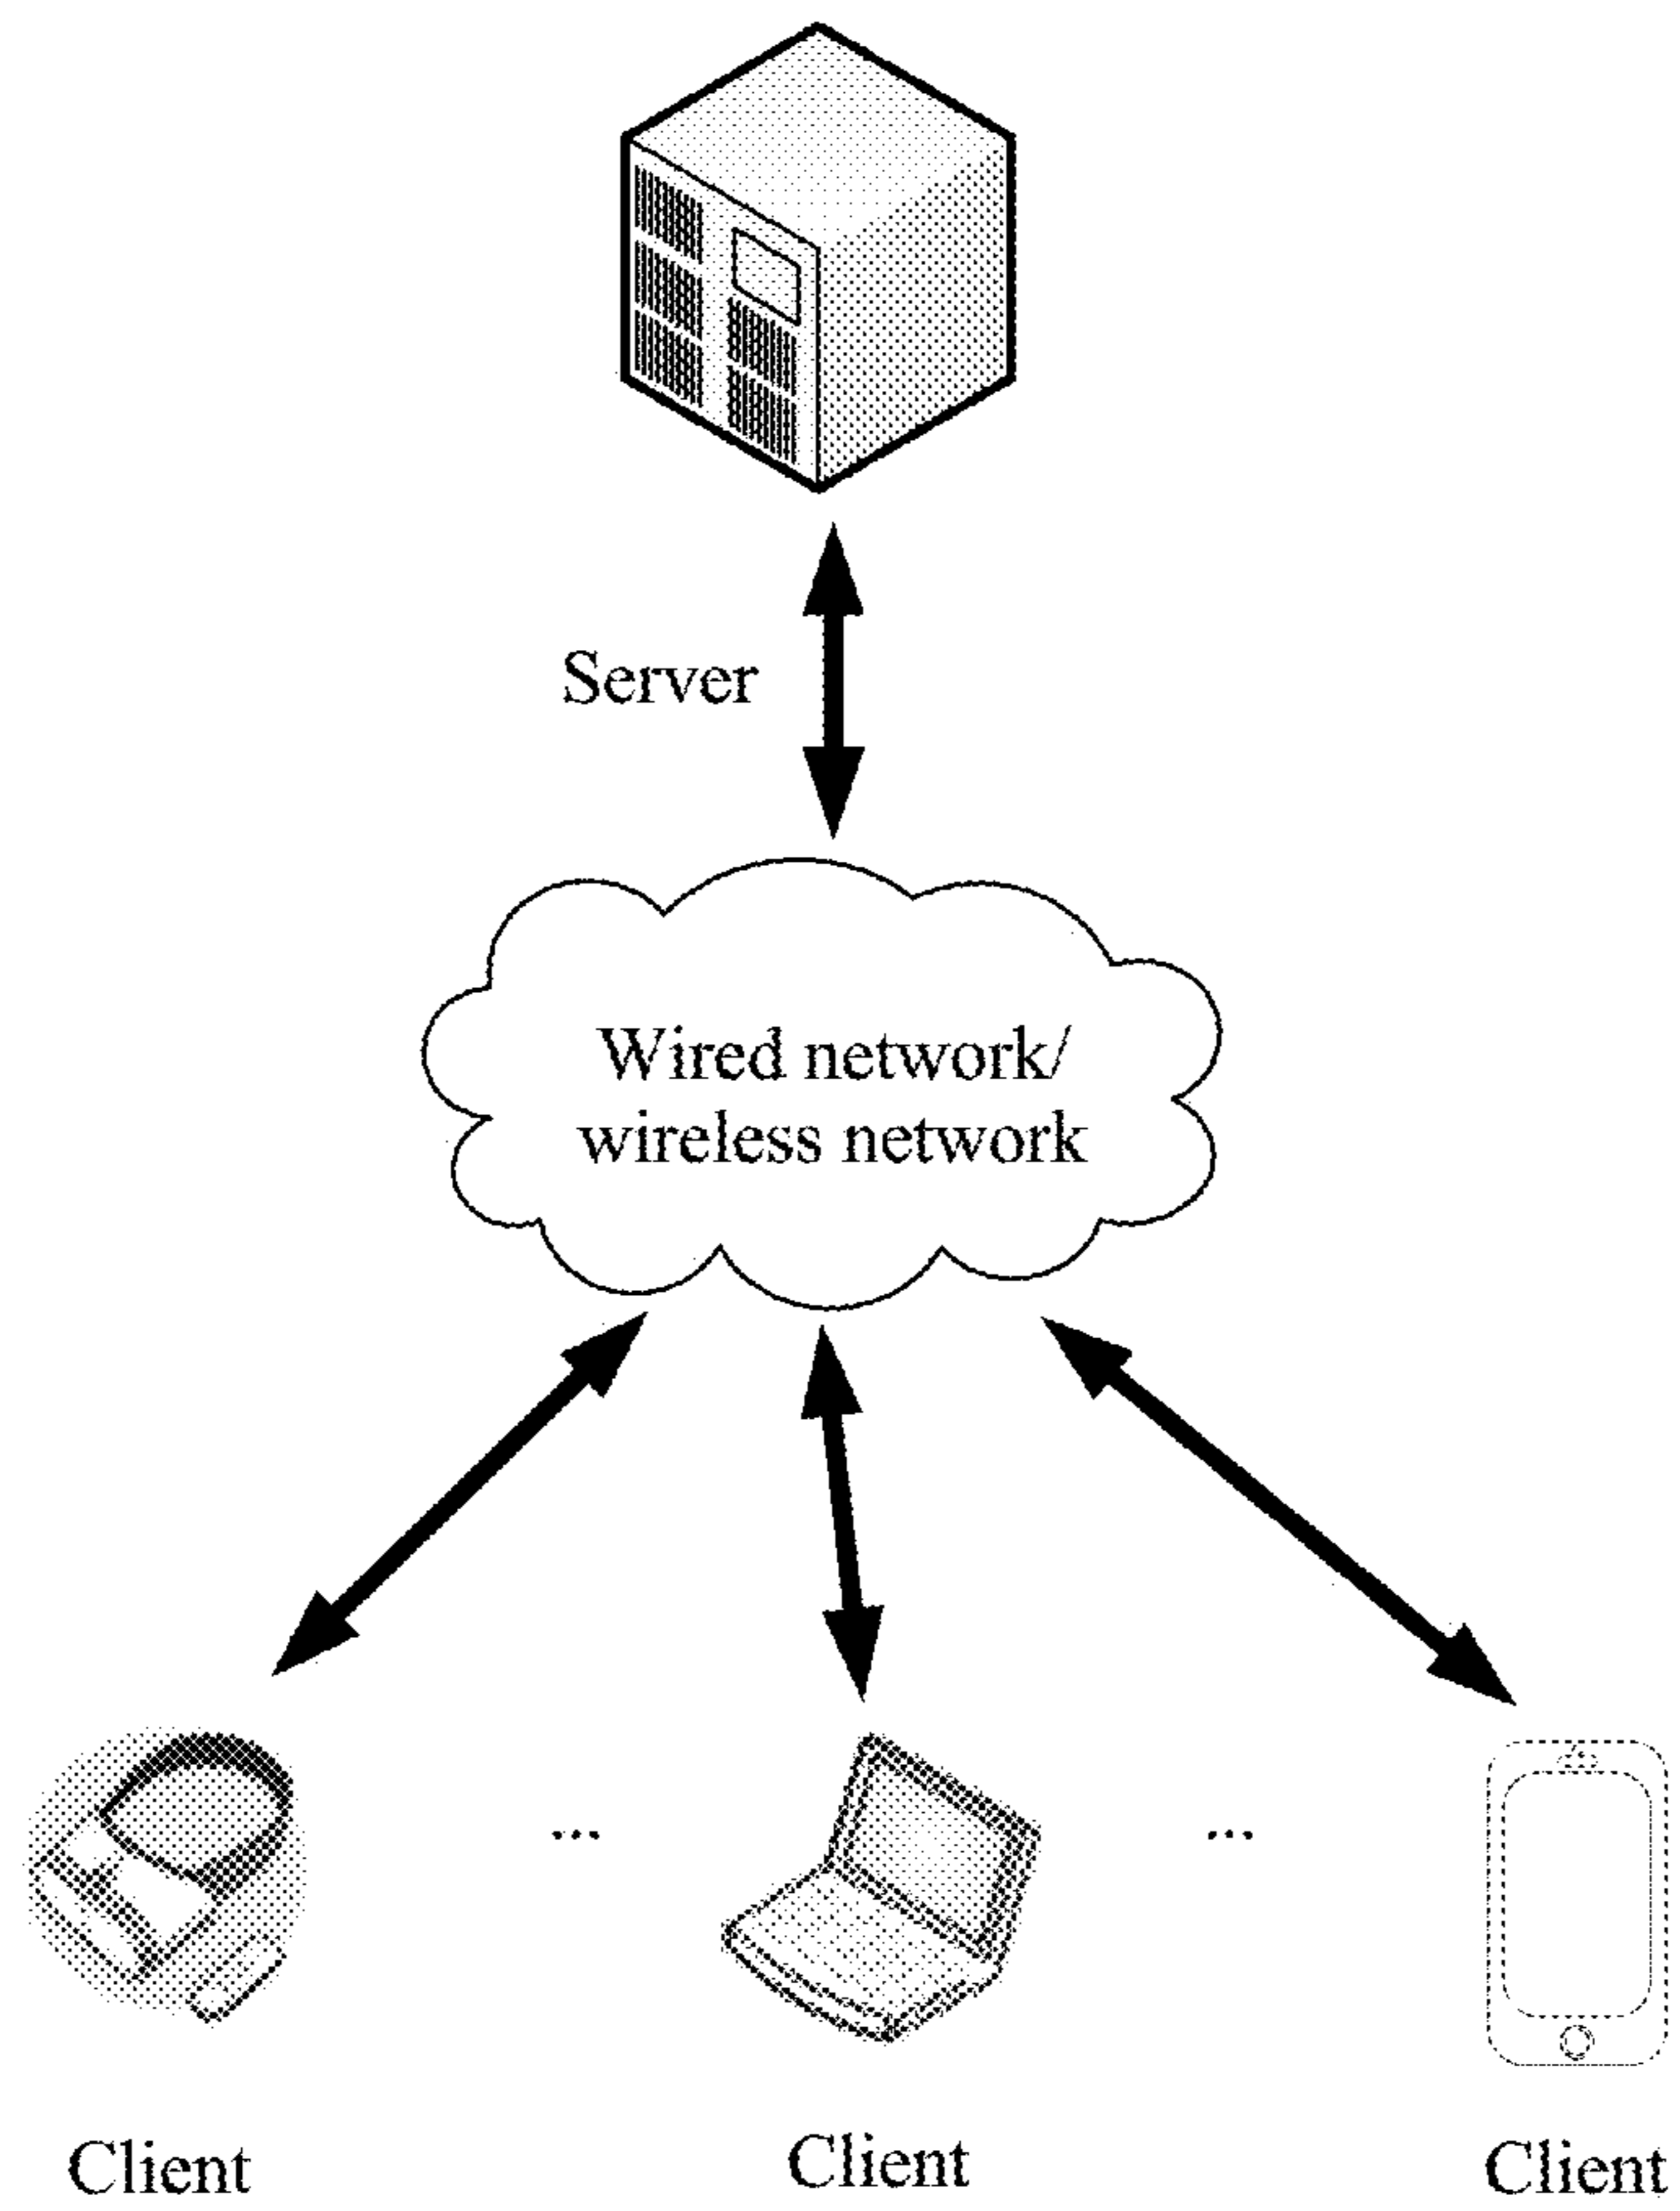 Server
Wired network/
wireless network
... ...
Client Client Client